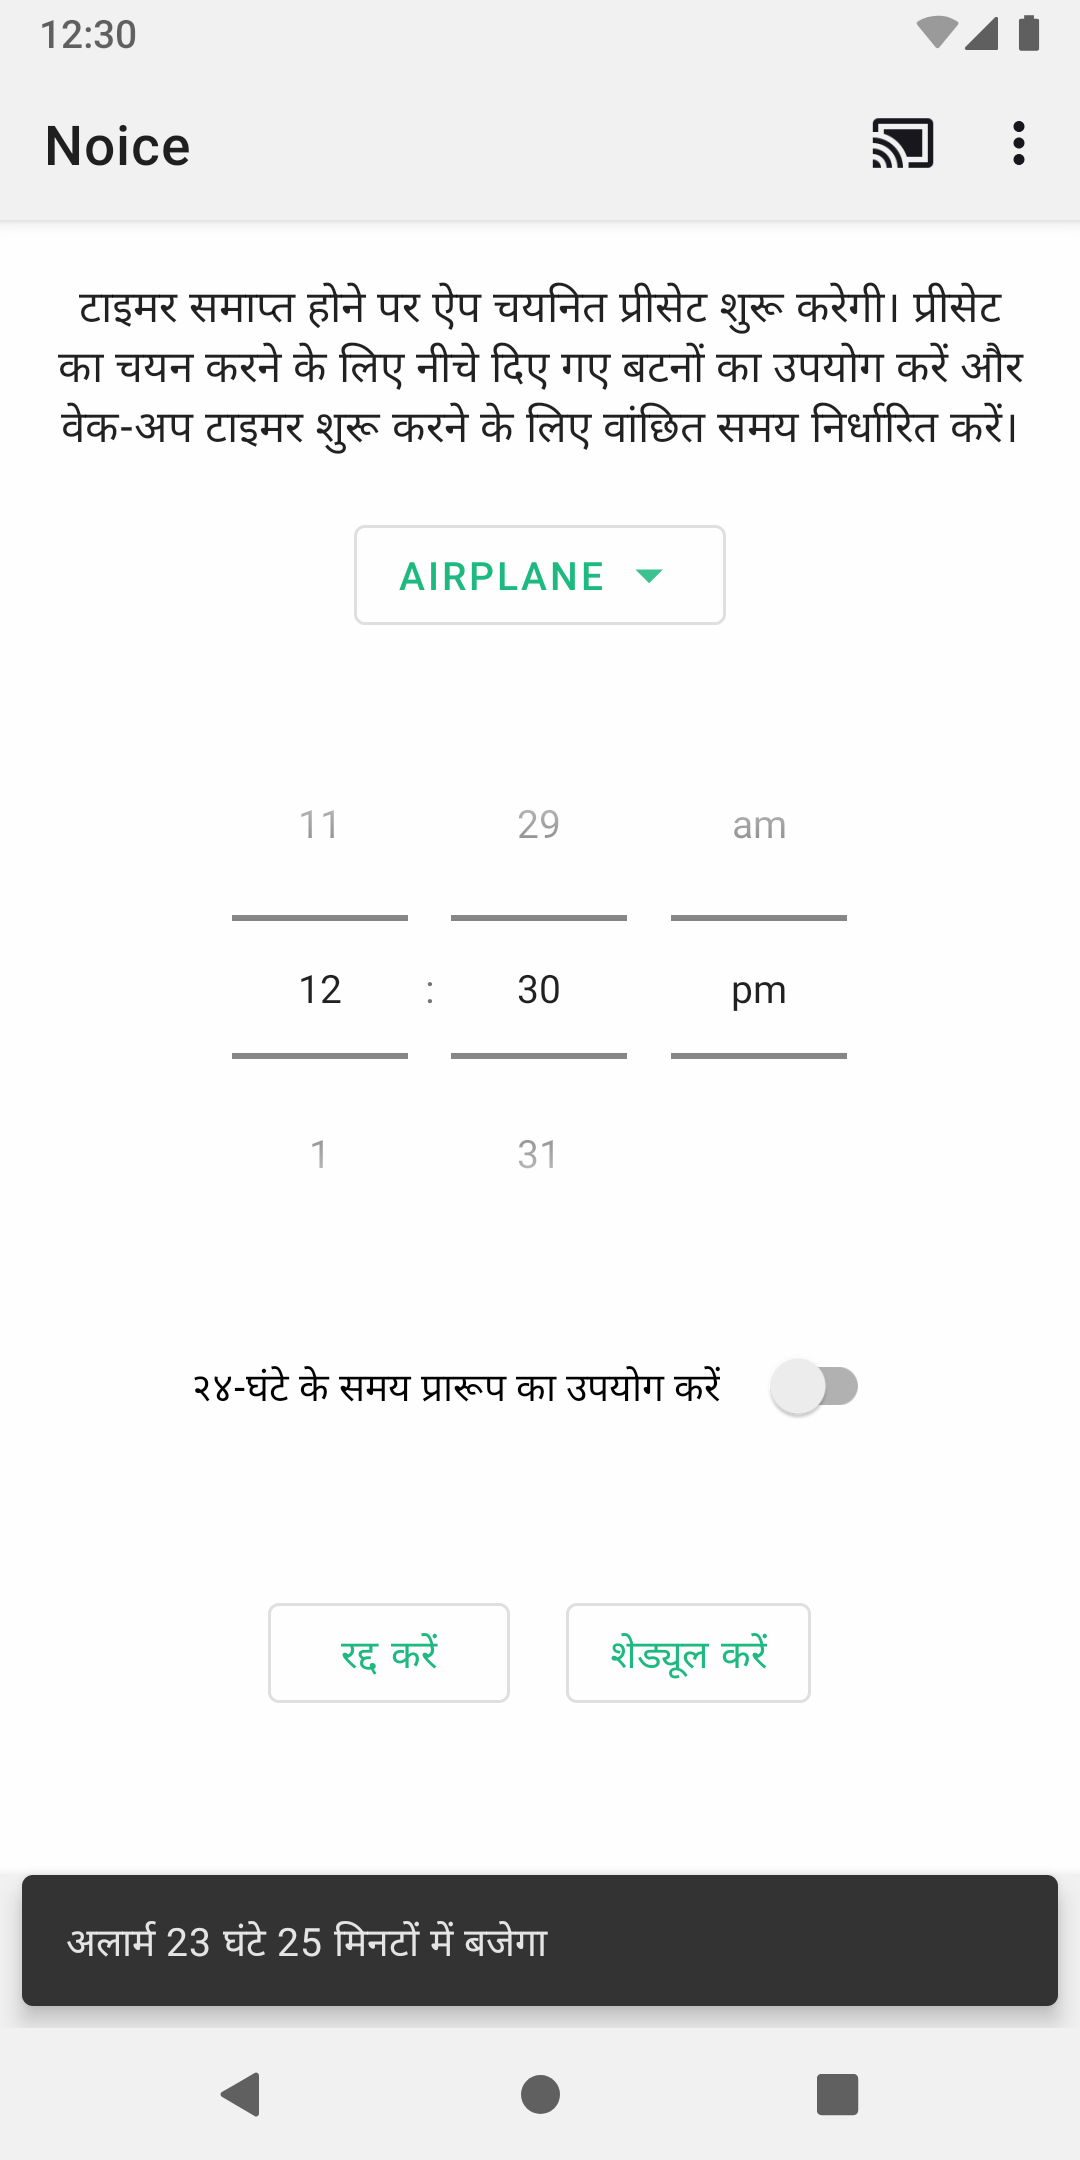 12:30
Noice
टाइमर समाप्त होने पर ऐप चयनित प्रीसेट शुरू करेगी। प्रीसेट
का चयन करने के लिए नीचे दिए गए बटनों का उपयोग करें और
वेक-अप टाइमर शुरू करने के लिए वांछित समय निर्धारित करें।
AIRPLANE
11 29 am
12 : 30 pm
1 31
२४-घंटे के समय प्रारूप का उपयोग करें
रद्द करें शेड्यूल करें
अलार्म 23 घंटे 25 मिनटों में बजेगा